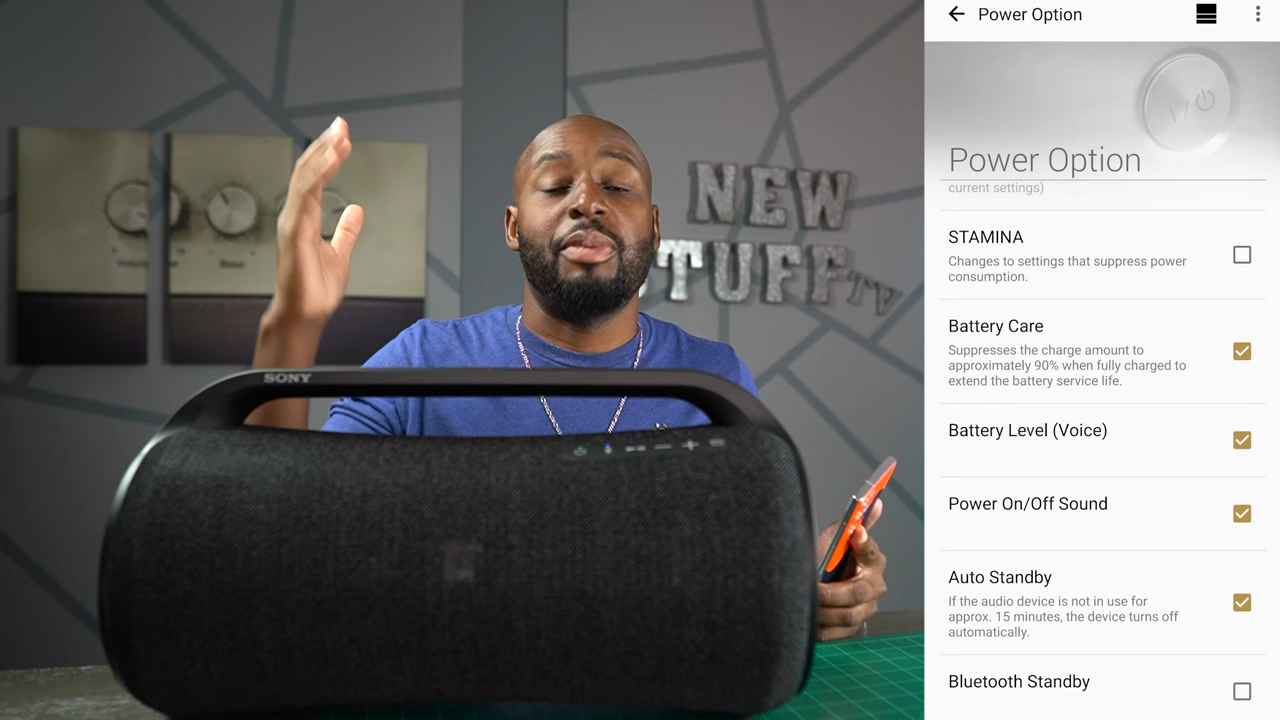 NEW
STUFF TV
SONY
Power Option
Power Option
current settings)
STAMINA
Changes to settings that suppress power
consumption.
Battery Care
Suppresses the charge amount to
approximately 90% when fully charged to
extend the battery service life.
Battery Level (Voice)
Power On/Off Sound
Auto Standby
If the audio device is not in use for
approx. 15 minutes, the device turns off
automatically.
Bluetooth Standby